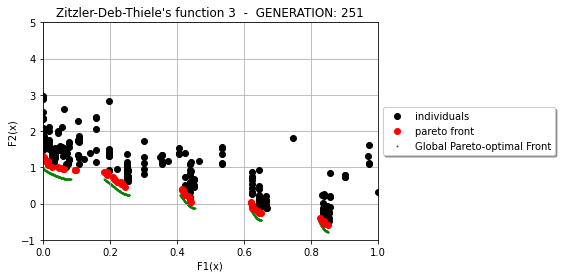 Zitzler-Deb-Thiele's function 3 - GENERATION: 251
5
4
3
2
1
0
−1
F2(x)
0.0 0.2 0.4 0.6 0.8 1.0
F1(x)
individuals
pareto front
Global Pareto-optimal Front